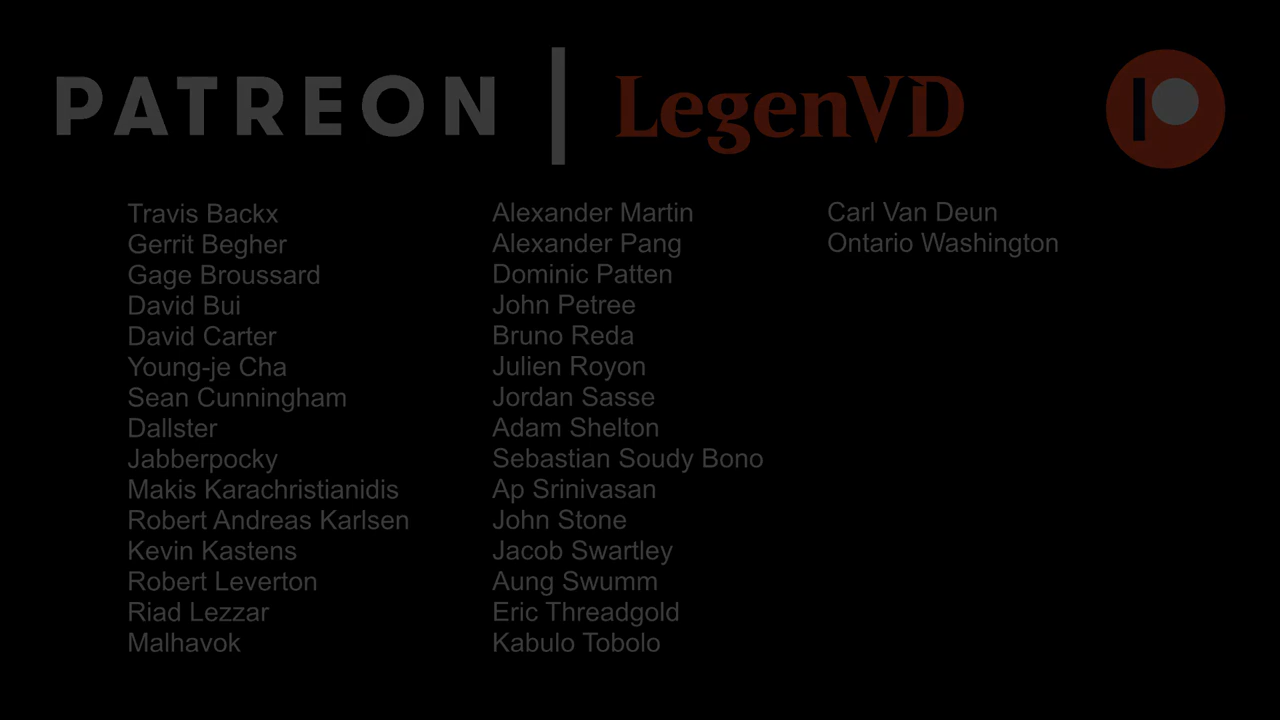 PATREON | LegenVD
Travis Backx
Gerrit Begher
Gage Broussard
David Bui
David Carter
Young-je Cha
Sean Cunningham
Dallster
Jabberpocky
Makis Karachristianidis
Robert Andreas Karlsen
Kevin Kastens
Robert Leverton
Riad Lezzar
Malhavok
Alexander Martin
Alexander Pang
Dominic Patten
John Petree
Bruno Reda
Julien Royon
Jordan Sasse
Adam Shelton
Sebastian Soudy Bono
Ap Srinivasan
John Stone
Jacob Swartley
Aung Swumm
Eric Threadgold
Kabulo Tobolo
Carl Van Deun
Ontario Washington